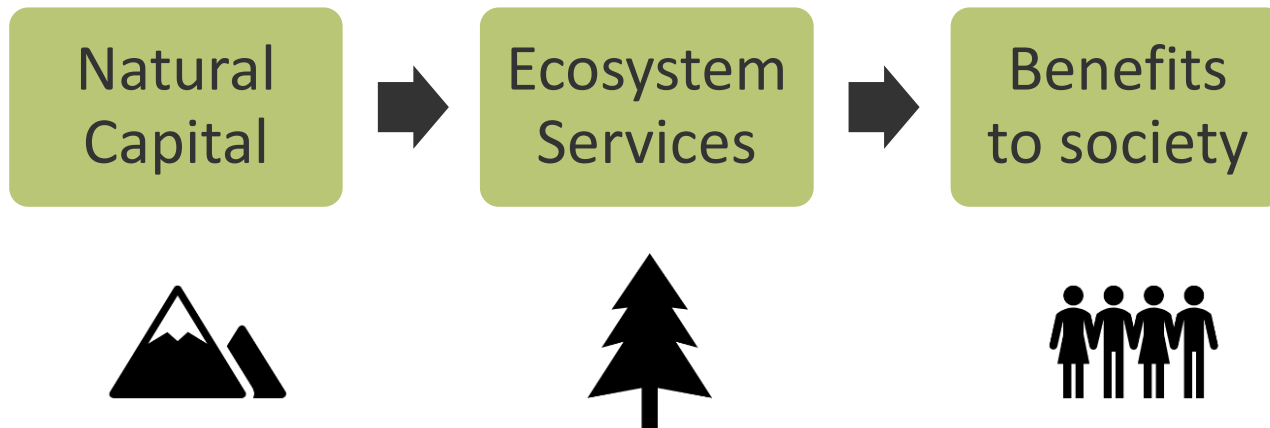 Natural
Capital
Ecosystem
Services
Benefits
to society